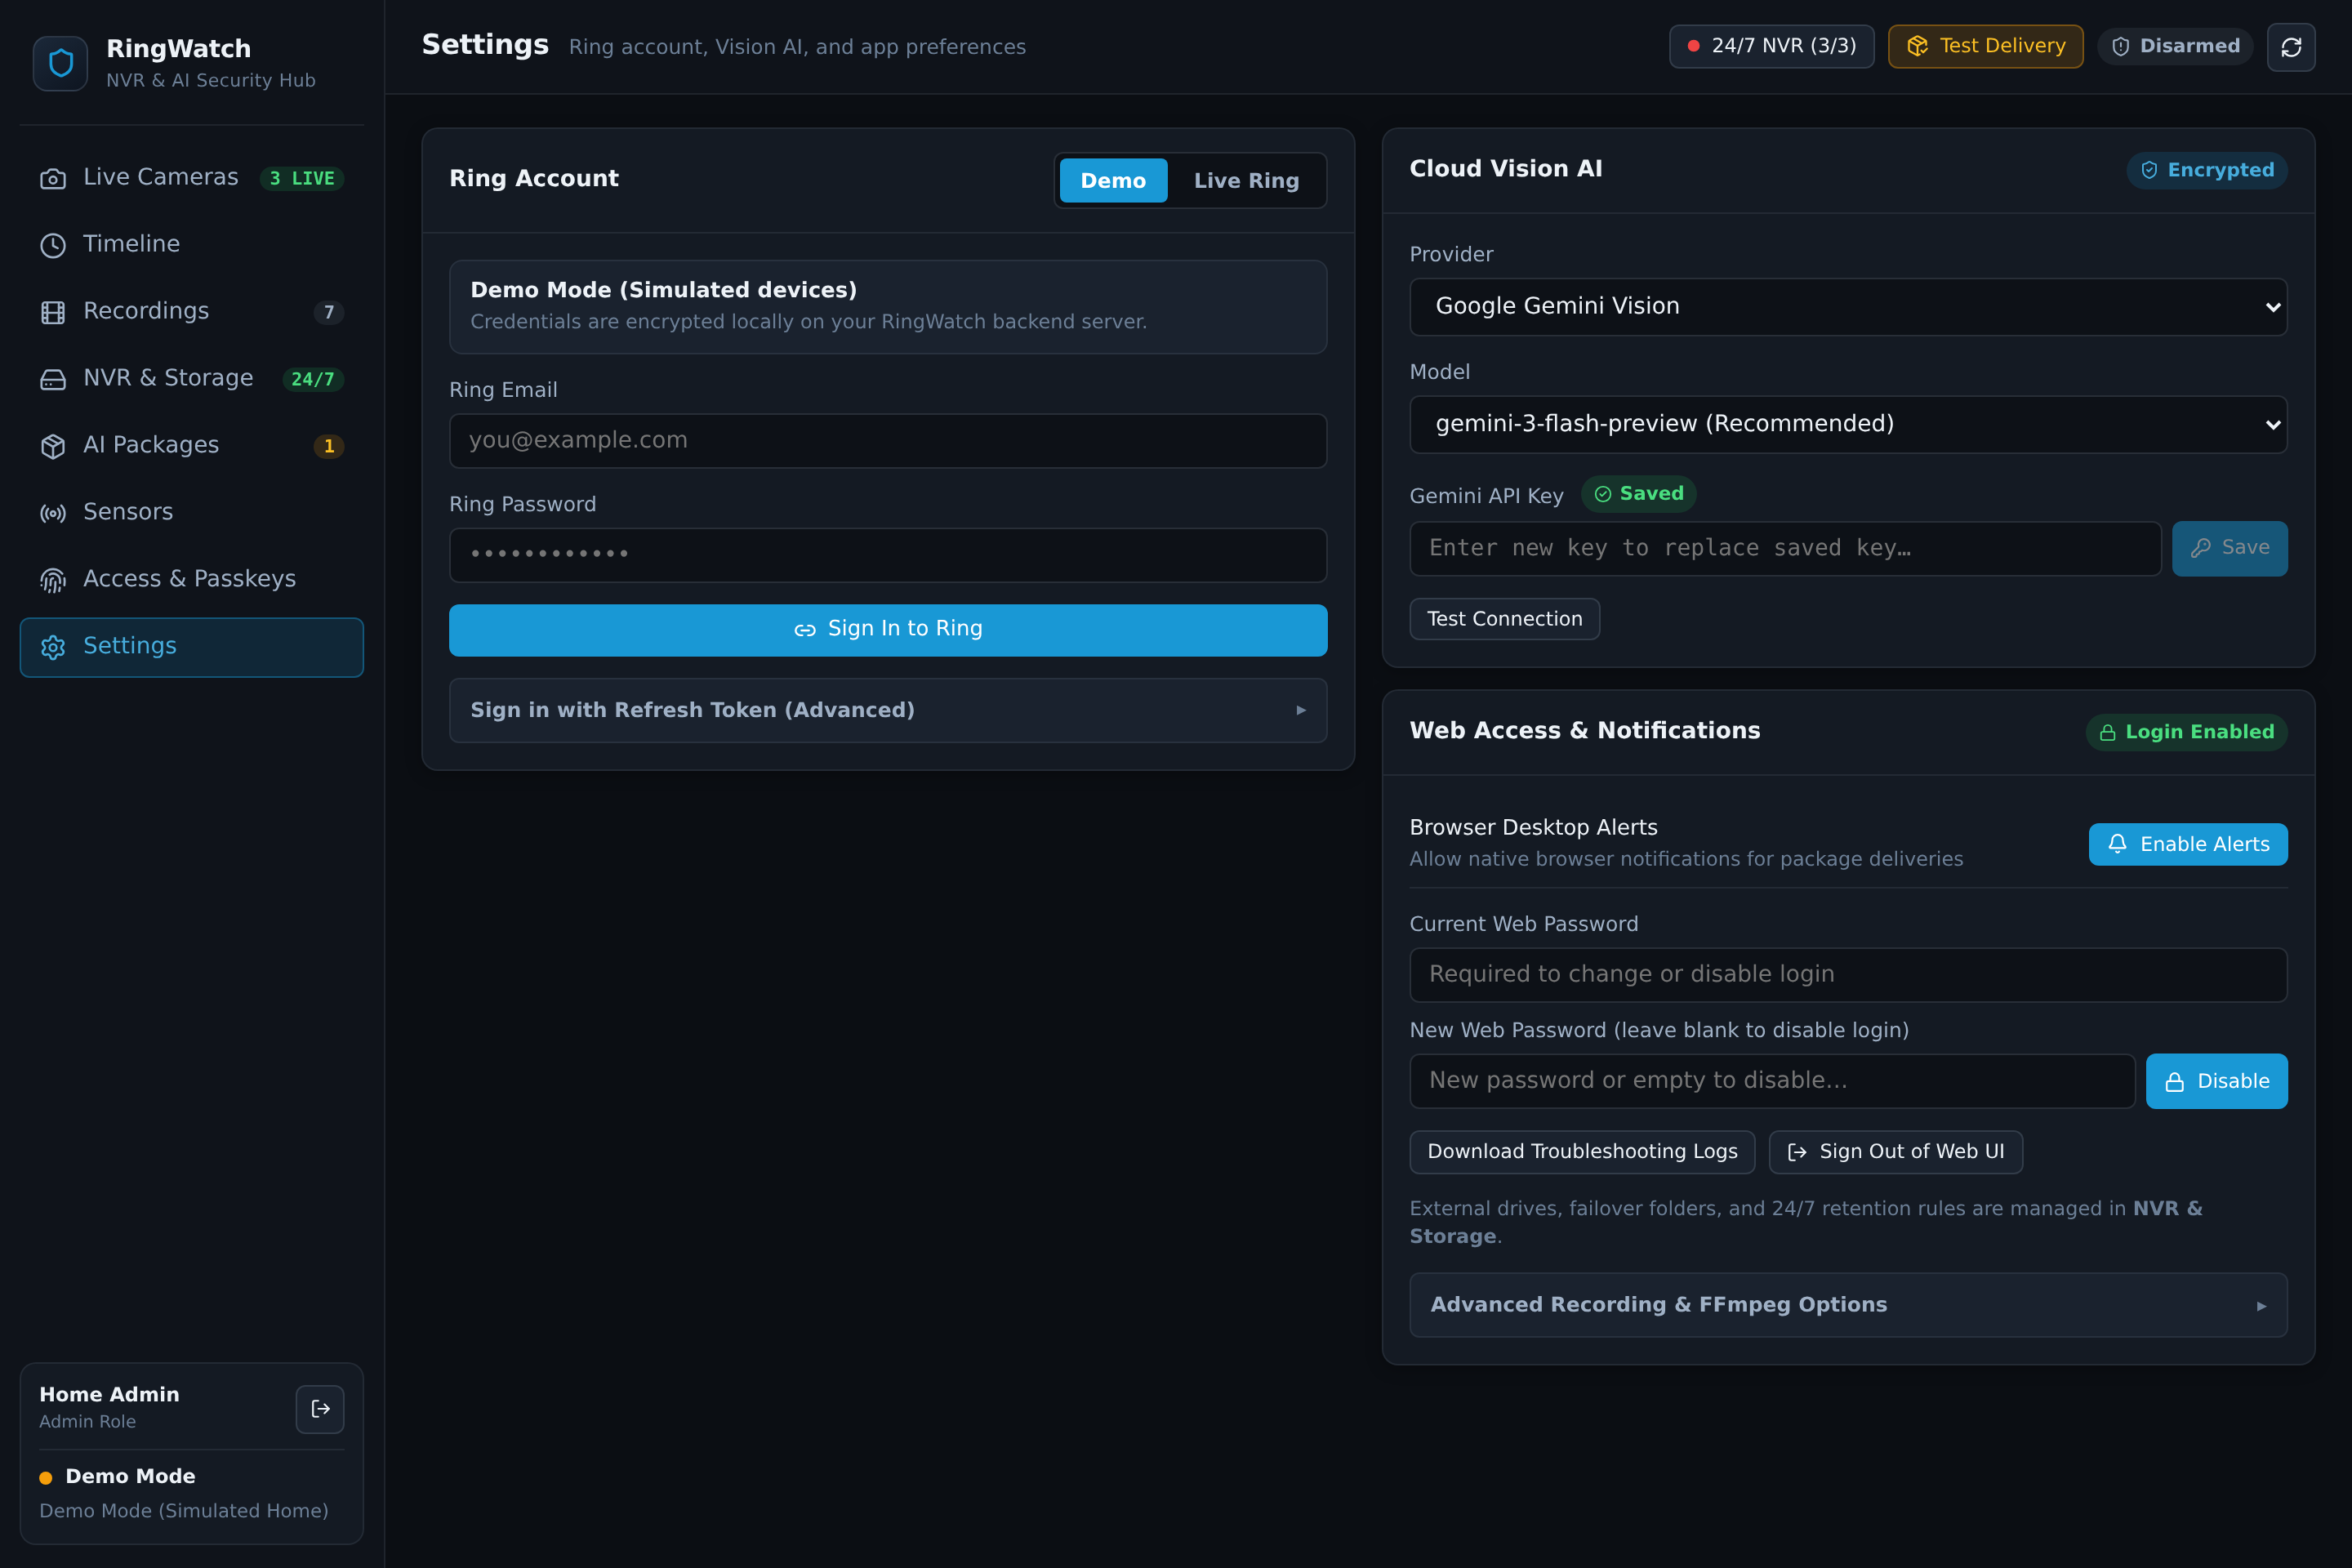 RingWatch
NVR & AI Security Hub
Live Cameras
3 LIVE
Timeline
Recordings
7
NVR & Storage
24/7
AI Packages
1
Sensors
Access & Passkeys
Settings
Home Admin
Admin Role
Demo Mode
Demo Mode (Simulated Home)
Settings
Ring account, Vision AI, and app preferences
24/7 NVR (3/3)
Test Delivery
Disarmed
Ring Account
Demo
Live Ring
Demo Mode (Simulated devices)
Credentials are encrypted locally on your RingWatch backend server.
Ring Email
you@example.com
Ring Password
••••••••••••
Sign In to Ring
Sign in with Refresh Token (Advanced)
Cloud Vision AI
Encrypted
Provider
Google Gemini Vision
Model
gemini-3-flash-preview (Recommended)
Gemini API Key
Saved
Enter new key to replace saved key…
Save
Test Connection
Web Access & Notifications
Login Enabled
Browser Desktop Alerts
Allow native browser notifications for package deliveries
Enable Alerts
Current Web Password
Required to change or disable login
New Web Password (leave blank to disable login)
New password or empty to disable…
Disable
Download Troubleshooting Logs
Sign Out of Web UI
External drives, failover folders, and 24/7 retention rules are managed in NVR &
Storage.
Advanced Recording & FFmpeg Options